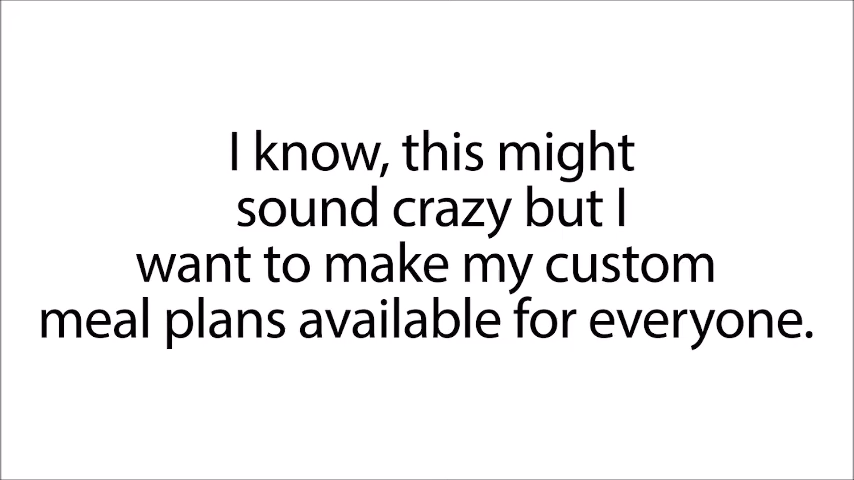 I know, this might
sound crazy but I
want to make my custom
meal plans available for everyone.